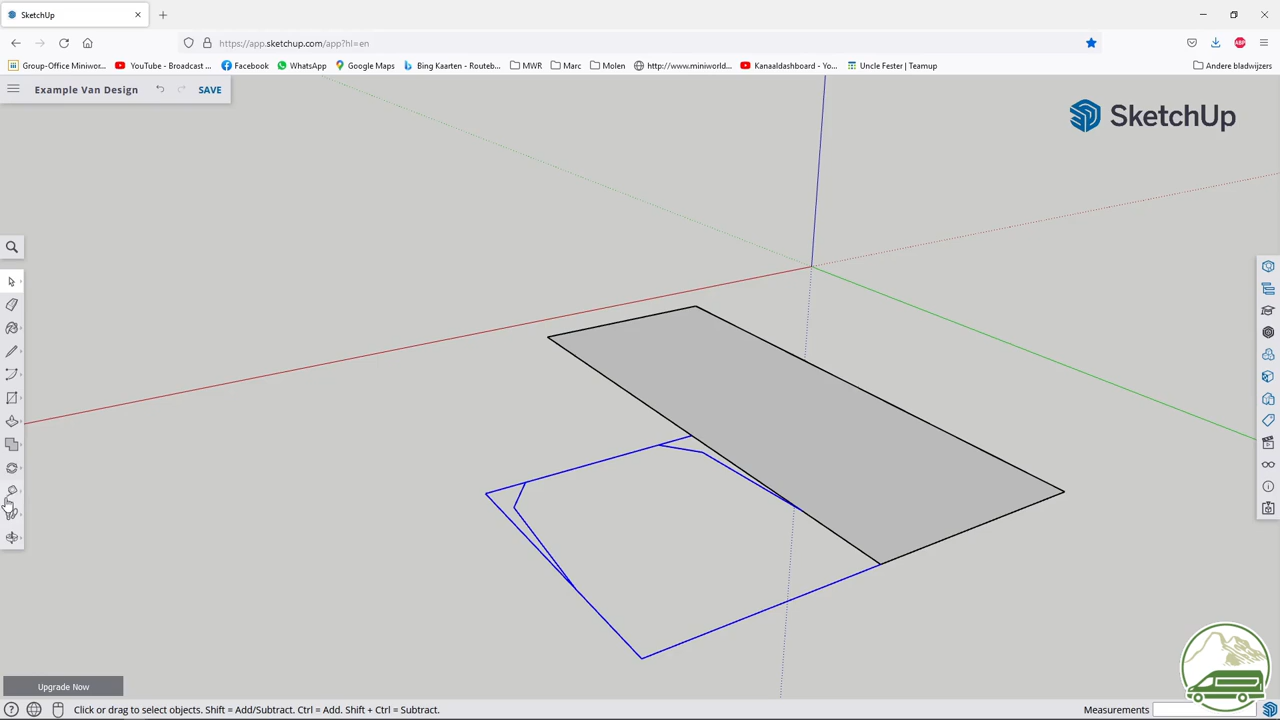 SketchUp
https://app.sketchup.com/app?hl=en
Group-Office Miniwor...
YouTube - Broadcast ...
Facebook
WhatsApp
Google Maps
Bing Kaarten - Routeb...
MWR
Marc
Molen
http://www.miniworld...
Kanaaldashboard - Yo...
Uncle Fester | Teamup
Andere bladwijzers
Example Van Design
SAVE
SketchUp
Upgrade Now
Click or drag to select objects. Shift = Add/Subtract. Ctrl = Add. Shift + Ctrl = Subtract.
Measurements